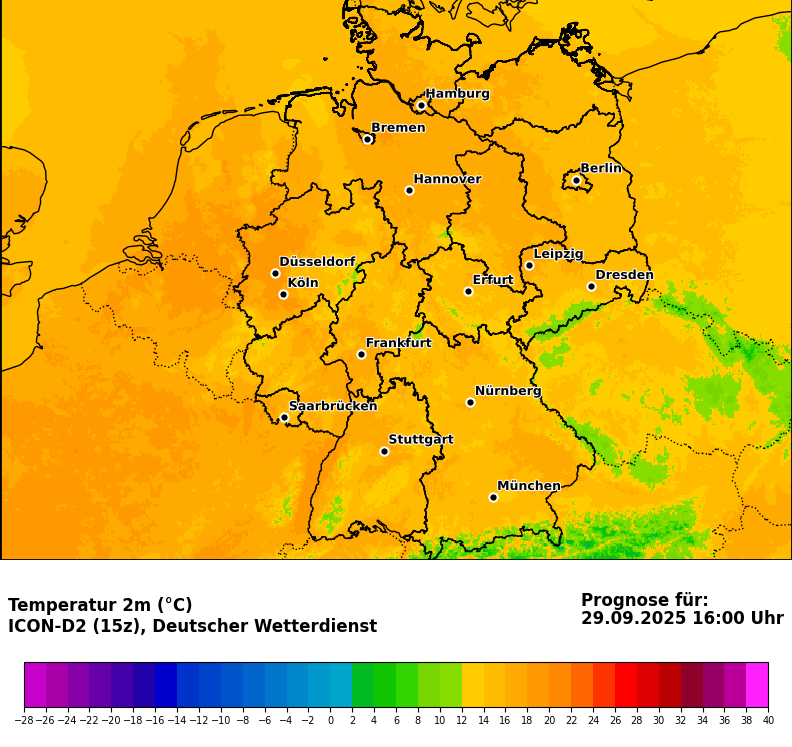 Hamburg
Bremen
Berlin
Hannover
Leipzig
Düsseldorf
Dresden
Köln
Erfurt
Frankfurt
Nürnberg
Saarbrücken
Stuttgart
München
Temperatur 2m (°C)
ICON-D2 (15z), Deutscher Wetterdienst
Prognose für:
29.09.2025 16:00 Uhr
−28 −26 −24 −22 −20 −18 −16 −14 −12 −10 −8 −6 −4 −2 0 2 4 6 8 10 12 14 16 18 20 22 24 26 28 30 32 34 36 38 40